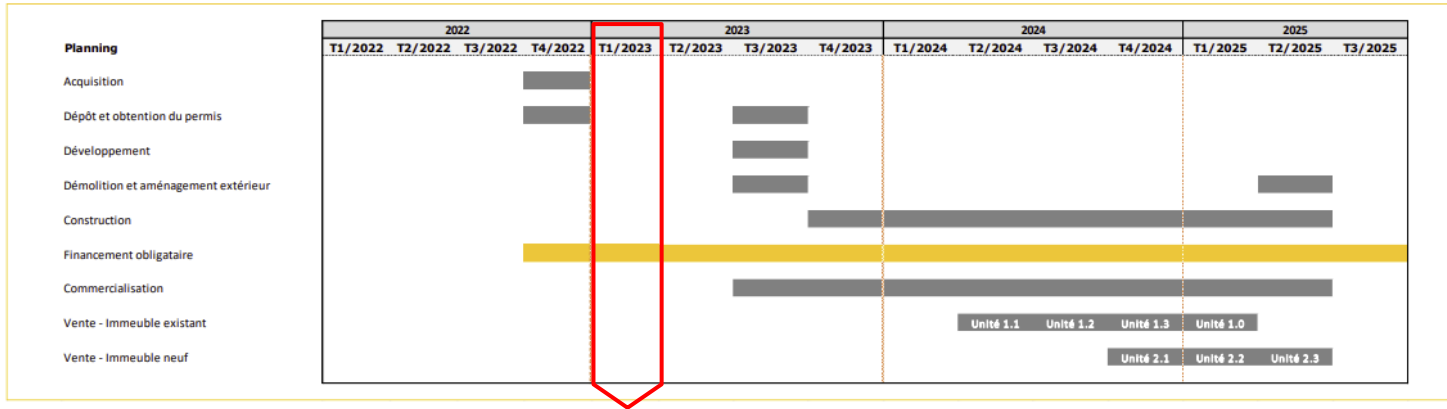 2022 2023 2024 2025
Planning T1/2022 T2/2022 T3/2022 T4/2022 T1/2023 T2/2023 T3/2023 T4/2023 T1/2024 T2/2024 T3/2024 T4/2024 T1/2025 T2/2025 T3/2025
Acquisition
Dépôt et obtention du permis
Développement
Démolition et aménagement extérieur
Construction
Financement obligataire
Commercialisation
Vente - Immeuble existant Unité 1.1 Unité 1.2 Unité 1.3 Unité 1.0
Vente - Immeuble neuf Unité 2.1 Unité 2.2 Unité 2.3